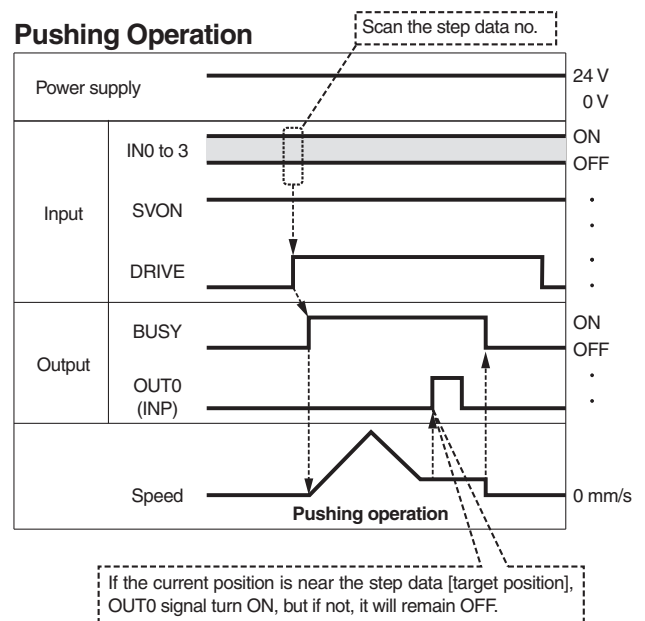 Pushing Operation
Scan the step data no.
Power supply
24 V
0 V
Input
IN0 to 3
ON
OFF
SVON
DRIVE
Output
BUSY
ON
OFF
OUT0
(INP)
Speed
0 mm/s
Pushing operation
If the current position is near the step data [target position],
OUT0 signal turn ON, but if not, it will remain OFF.